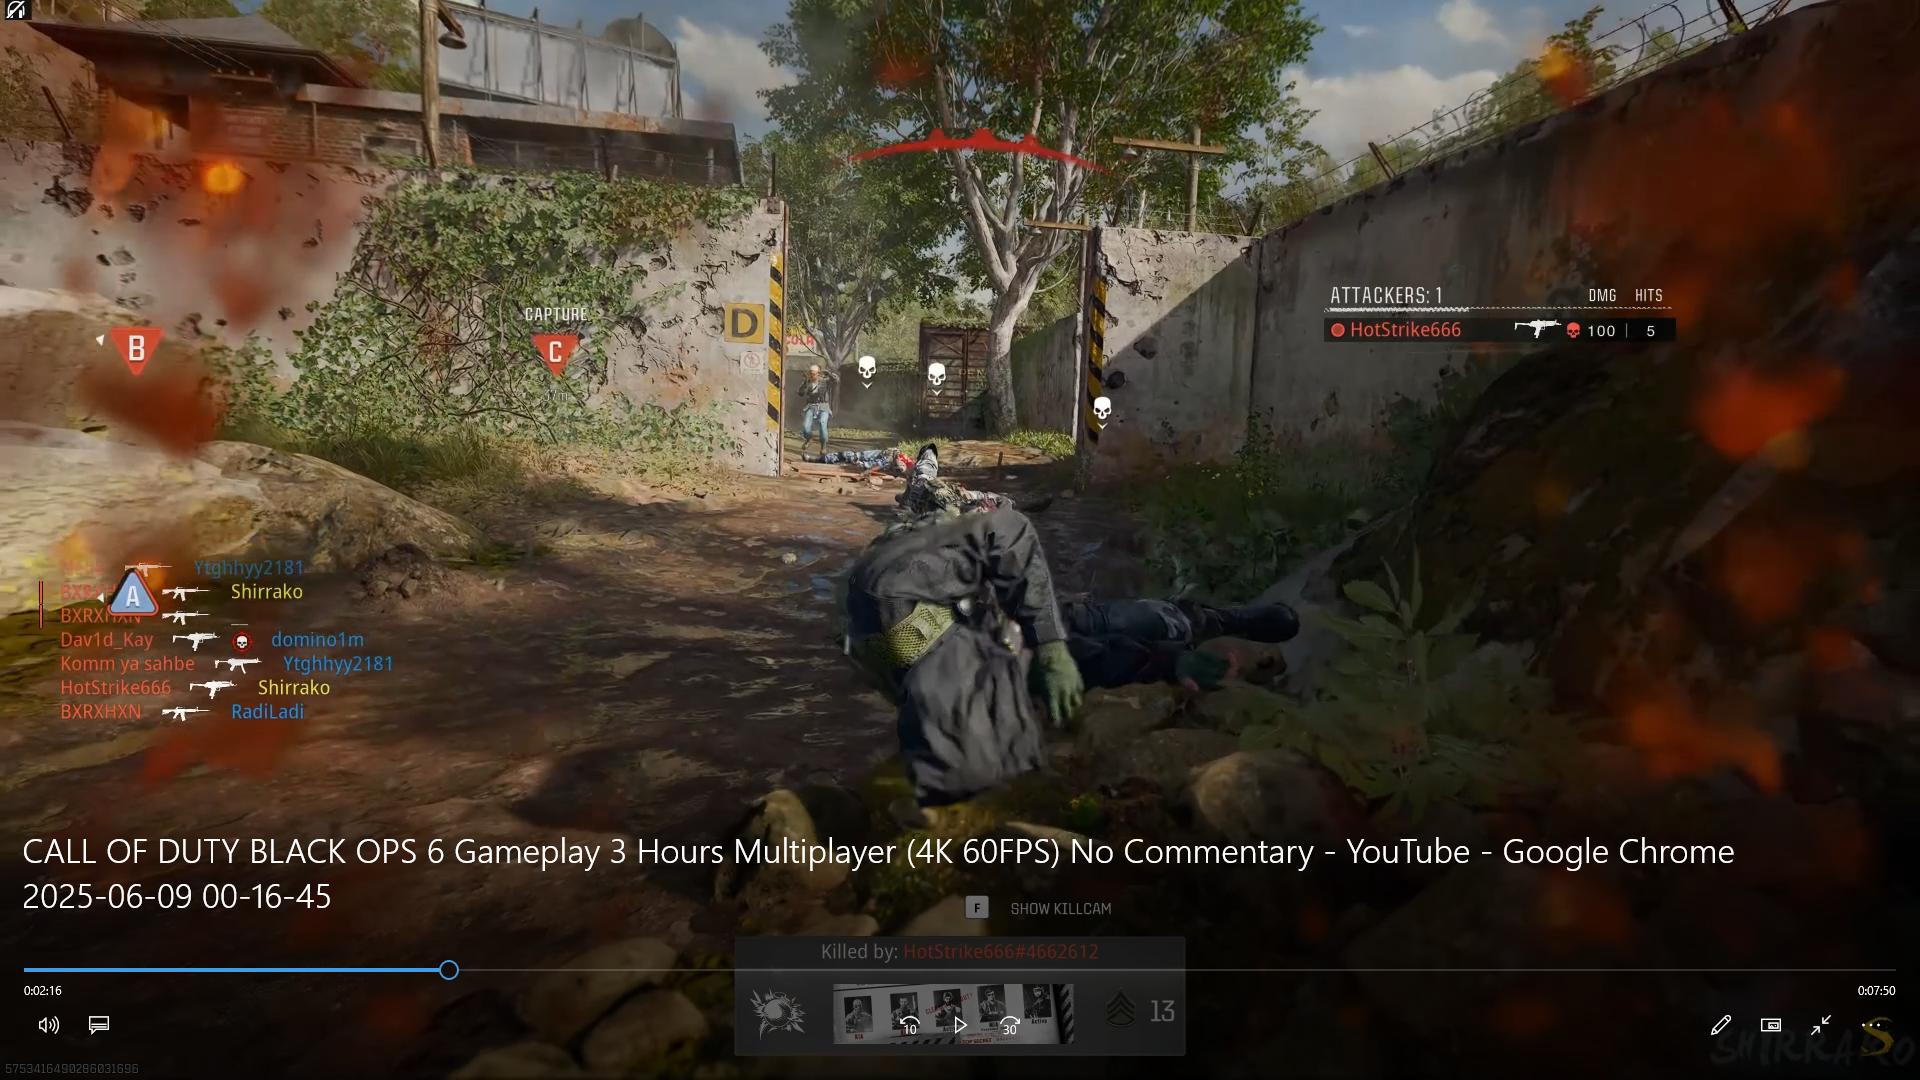 CAPTURE
B
C
D
COLA
ATTACKERS: 1 DMG HITS
HotStrike666 100 | 5
Ytghhyy2181
A
Shirrako
BXRXHXN
Dav1d_Kay domino1m
Komm ya sahbe Ytghhyy2181
HotStrike666 Shirrako
BXRXHXN RadiLadi
CALL OF DUTY BLACK OPS 6 Gameplay 3 Hours Multiplayer (4K 60FPS) No Commentary - YouTube - Google Chrome
2025-06-09 00-16-45
F SHOW KILLCAM
Killed by: HotStrike666#4662612
0:02:16
0:07:50
13
10
30
SHIRRAKO
5753416490286031696